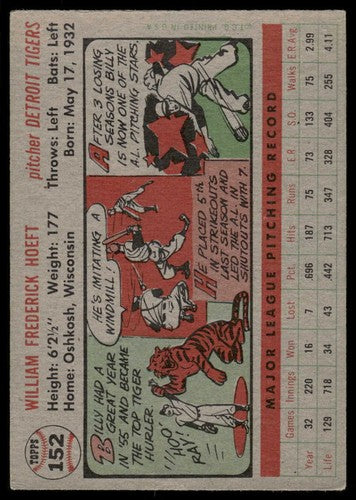 TOPPS
152
WILLIAM FREDERICK HOEFT
pitcher DETROIT TIGERS
Height: 6'2½" Weight: 177 Throws: Left Bats: Left
Home: Oshkosh, Wisconsin Born: May 17, 1932
BILLY HAD A
GREAT YEAR
IN '55 AND BECAME
THE TOP TIGER
HURLER.
"HO'
HO'
RAY!"
HE'S IMITATING A
WINDMILL!
HE PLACED 5TH
IN STRIKEOUTS
LAST SEASON AND
LED THE A.L. IN
SHUTOUTS WITH 7.
AFTER 3 LOSING
SEASONS BILLY
IS NOW ONE OF THE
A.L. PITCHING STARS.
T.C.G. PRINTED IN U.S.A.
MAJOR LEAGUE PITCHING RECORD
Games Innings Won Lost Pct. Hits Runs E.R. S.O. Walks E.R.Avg.
Year 32 220 16 7 .696 75 73 133 75 2.99
Life 129 718 34 43 .442 713 328 404 255 4.11